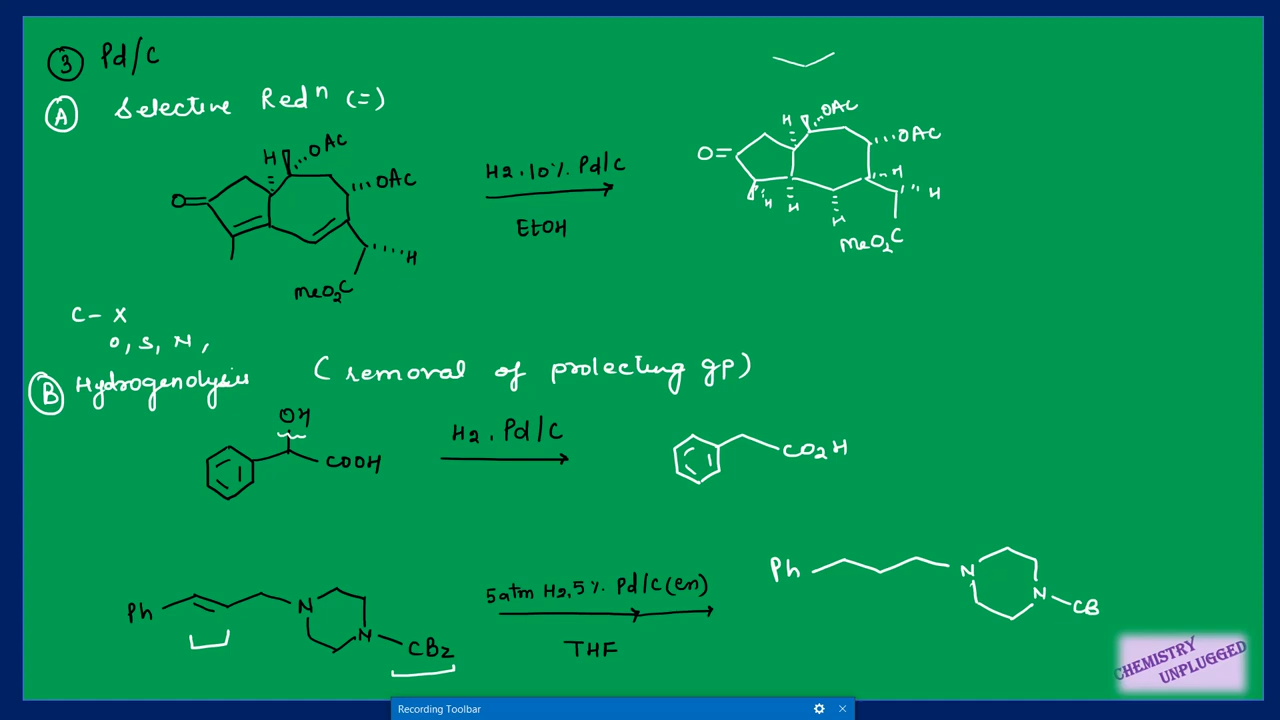 3 Pd/C
A Selective Redⁿ (=)
H OAC
OAC
O
MeO₂C
H
H₂, 10% Pd/C
EtOH
H OAC
O= OAC
H
H H H H
MeO₂C
C - X
O, S, N,
B Hydrogenolysis (removal of protecting gp)
OH
COOH
H₂, Pd/C
CO₂H
Ph N N CBz
5atm H₂, 5% Pd/C(en)
THF
Ph N N CB
CHEMISTRY
UNPLUGGED
Recording Toolbar